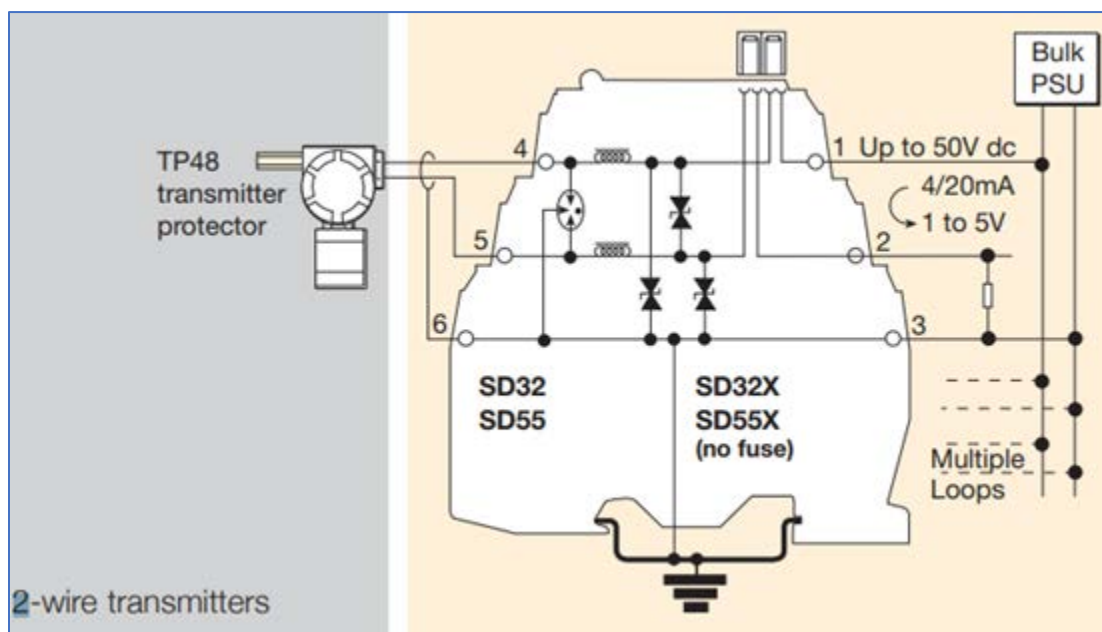 Bulk
PSU
TP48
transmitter
protector
4
1
Up to 50V dc
4/20mA
1 to 5V
5
2
6
3
SD32
SD55
SD32X
SD55X
(no fuse)
Multiple
Loops
2-wire transmitters